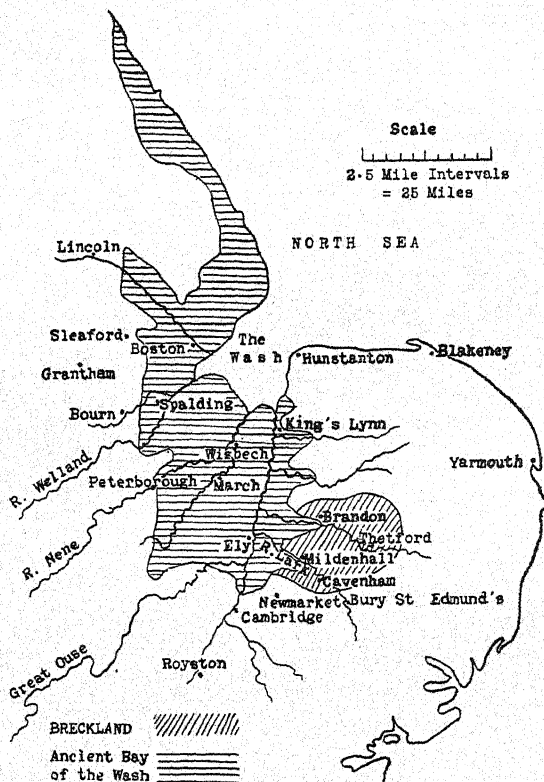 Scale
2.5 Mile Intervals
= 25 Miles
Lincoln
NORTH SEA
Sleaford
Boston
The
Wash
Hunstanton
Blakeney
Grantham
Bourn
Spalding
King's Lynn
R. Welland
Wisbech
Yarmouth
Peterborough
March
R. Nene
Brandon
Thetford
Ely
R. Lark
Mildenhall
Cavenham
Newmarket
Bury St Edmund's
Cambridge
Great Ouse
Royston
BRECKLAND
Ancient Bay
of the Wash